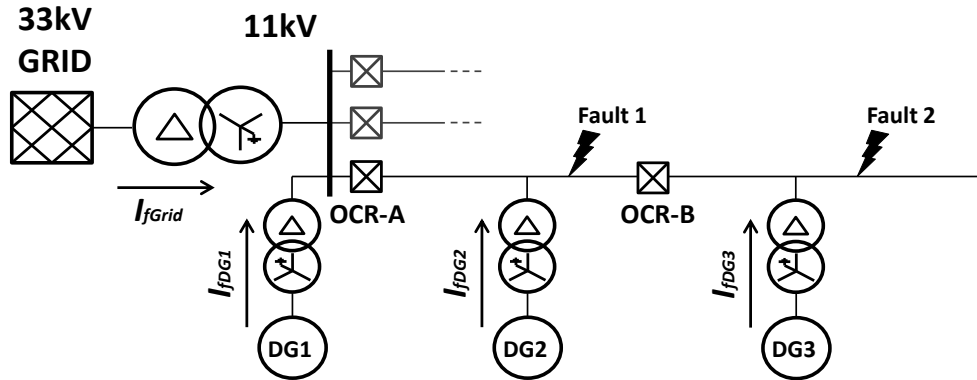 33kV
GRID
11kV
Fault 1
Fault 2
OCR-A
OCR-B
IfGrid
IfDG1
IfDG2
IfDG3
DG1
DG2
DG3